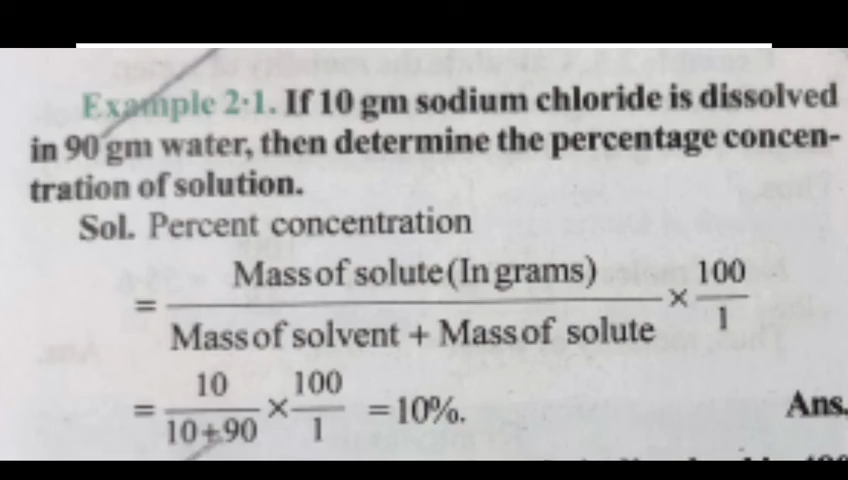 Example 2·1. If 10 gm sodium chloride is dissolved
in 90 gm water, then determine the percentage concen-
tration of solution.
Sol. Percent concentration
= Mass of solute (In grams) / Mass of solvent + Mass of solute × 100 / 1
= 10 / 10+90 × 100 / 1 = 10%. Ans.